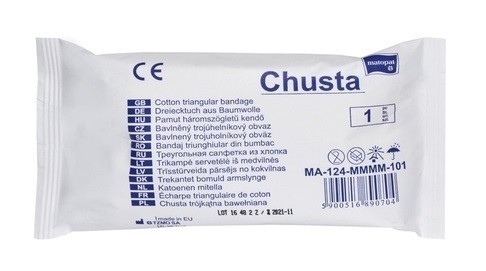 CE
Chusta
matopat
1
GB Cotton triangular bandage
DE Dreiecktuch aus Baumwolle
HU Pamut háromszögletű kendő
CZ Bavlněný trojúhelníkový obvaz
SK Bavlnený trojuholníkový obväz
RO Bandaj triunghiular din bumbac
RU Треугольная салфетка из хлопка
LT Trikampė servetėlė iš medvilnės
LV Trīsstūrveida pārsējs no kokvilnas
DK Trekantet bomuld armslynge
NL Katoenen mitella
FR Écharpe triangulaire de coton
PL Chusta trójkątna bawełniana
MA-124-MMMM-101
5900516890704
made in EU
TZMO SA
LOT 16 48 2 2 / 2021-11